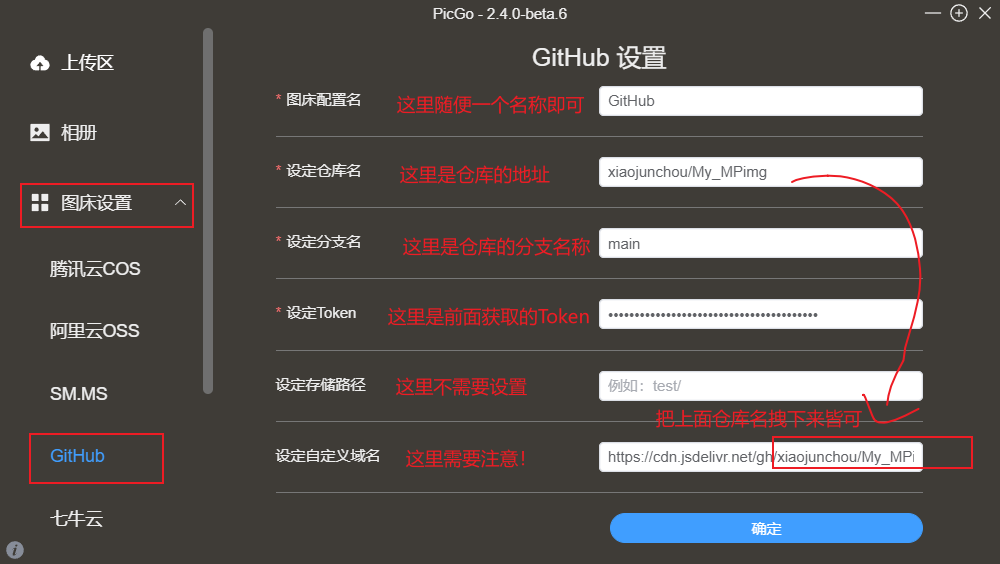 PicGo - 2.4.0-beta.6
上传区
相册
图床设置
腾讯云COS
阿里云OSS
SM.MS
GitHub
七牛云
GitHub 设置
* 图床配置名 这里随便一个名称即可 GitHub
* 设定仓库名 这里是仓库的地址 xiaojunchou/My_MPimg
* 设定分支名 这里是仓库的分支名称 main
* 设定Token 这里是前面获取的Token ••••••••••••••••••••••••••••••••••••••••
设定存储路径 这里不需要设置 例如：test/
把上面仓库名拽下来皆可
设定自定义域名 这里需要注意！ https://cdn.jsdelivr.net/gh/xiaojunchou/My_MPi
确定